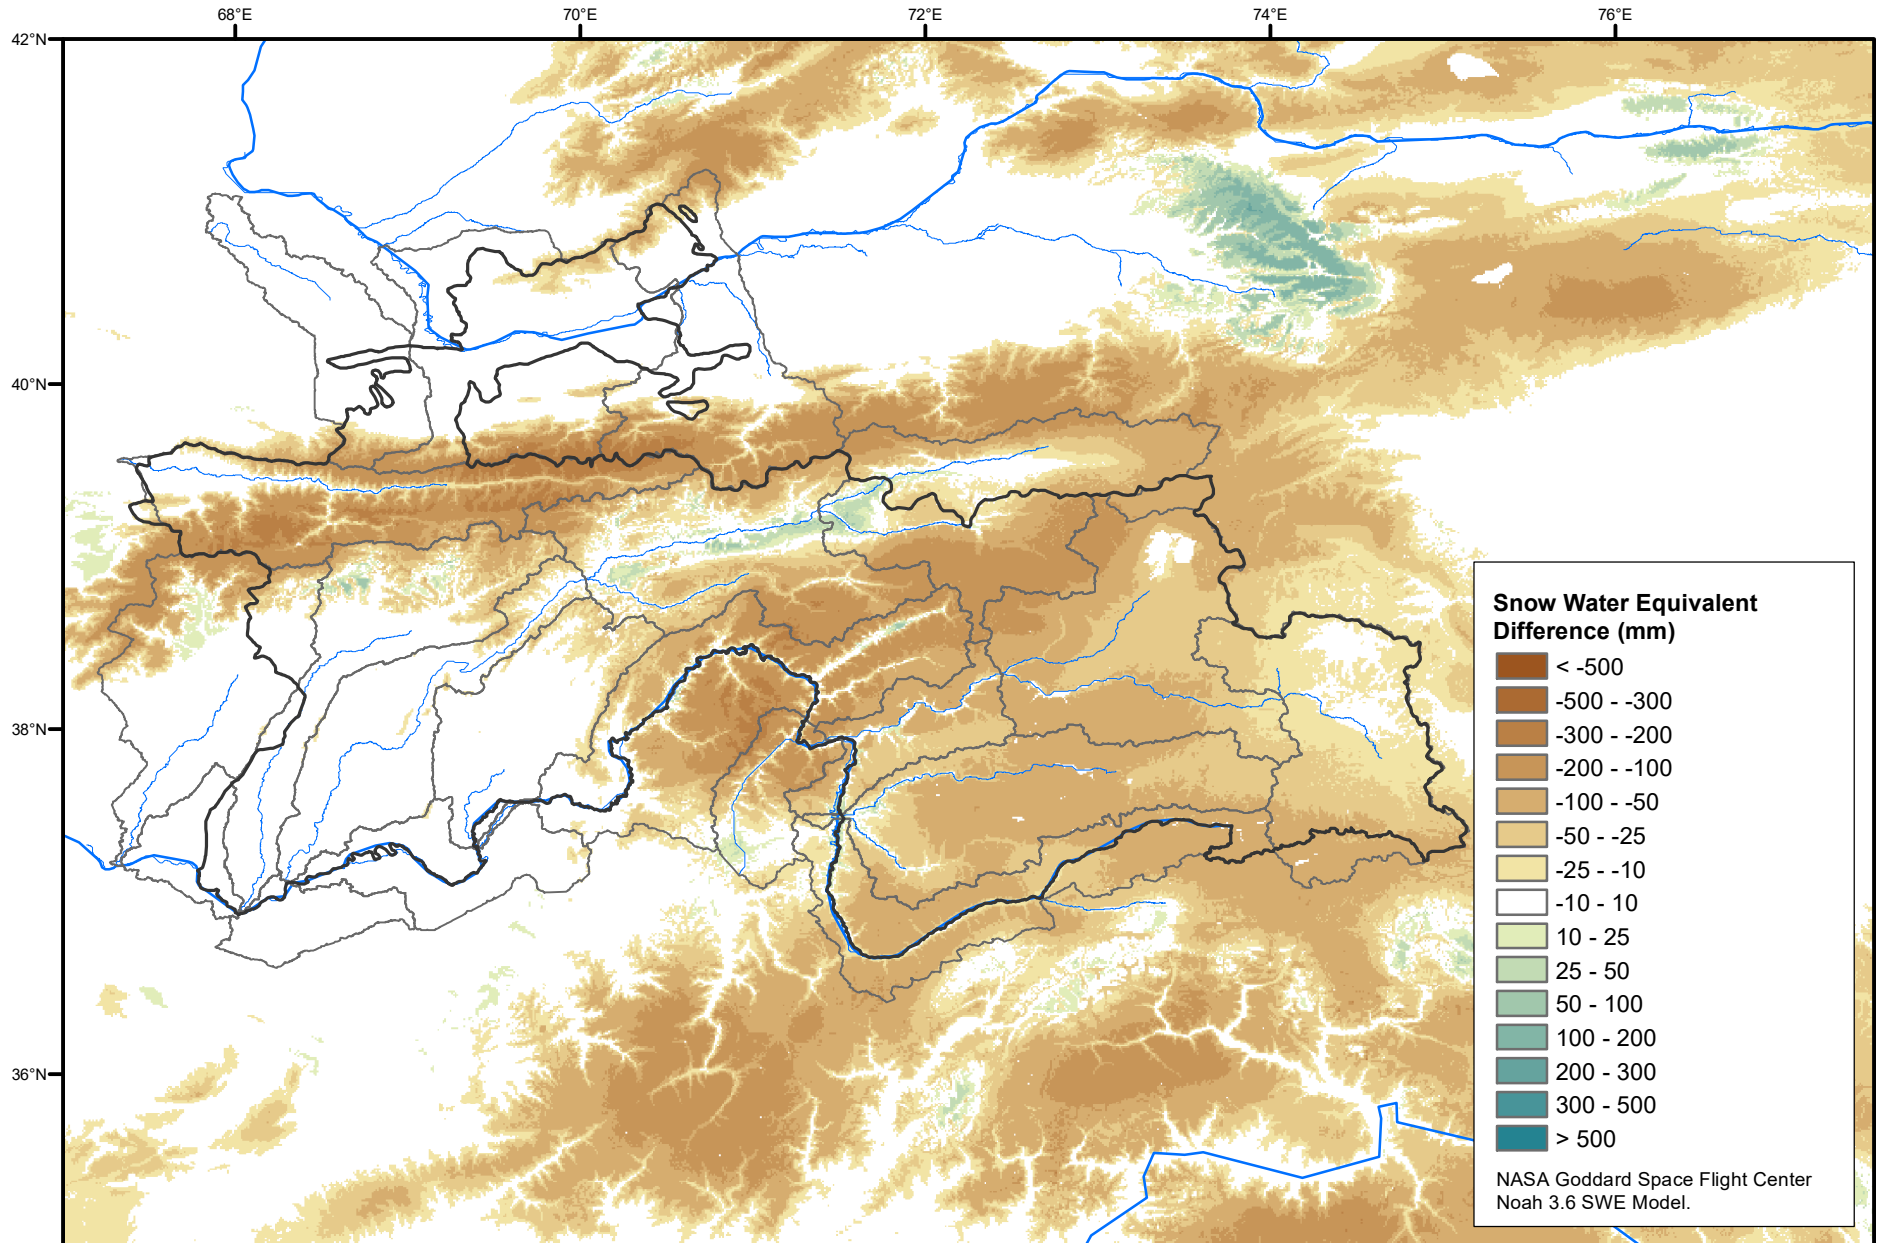 68°E
70°E
72°E
74°E
76°E
42°N
40°N
38°N
36°N
Snow Water Equivalent
Difference (mm)
< -500
-500 - -300
-300 - -200
-200 - -100
-100 - -50
-50 - -25
-25 - -10
-10 - 10
10 - 25
25 - 50
50 - 100
100 - 200
200 - 300
300 - 500
> 500
NASA Goddard Space Flight Center
Noah 3.6 SWE Model.